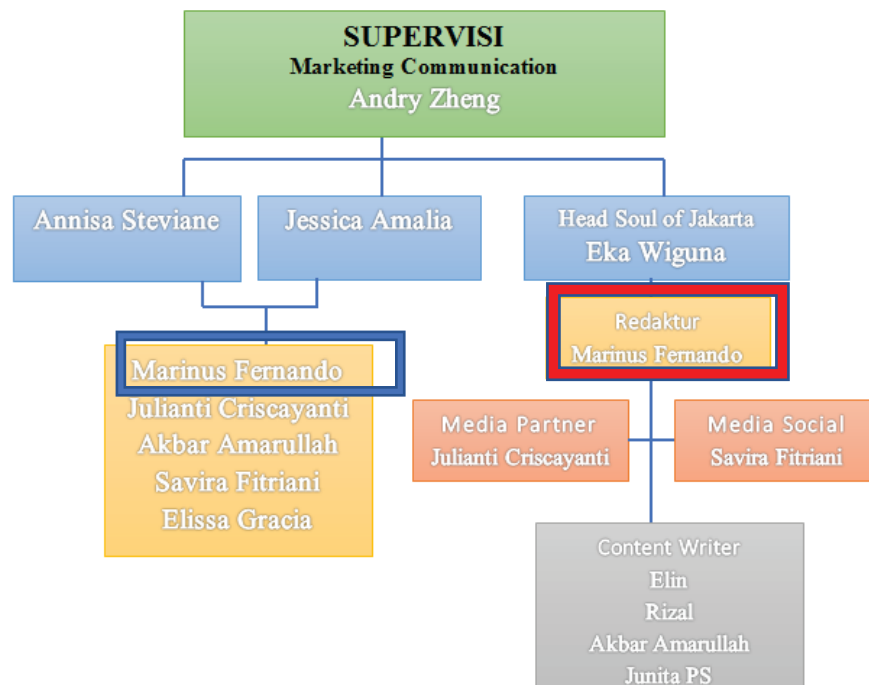 SUPERVISI
Marketing Communication
Andry Zheng
Annisa Steviane
Jessica Amalia
Head Soul of Jakarta
Eka Wiguna
Marinus Fernando
Julianti Criscayanti
Akbar Amarullah
Savira Fitriani
Elissa Gracia
Redaktur
Marinus Fernando
Media Partner
Julianti Criscayanti
Media Social
Savira Fitriani
Content Writer
Elin
Rizal
Akbar Amarullah
Junita PS